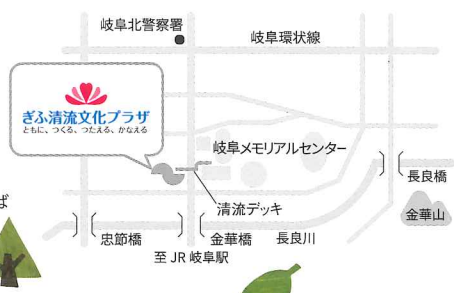 岐阜北警察署
岐阜環状線
ぎふ清流文化プラザ
ともに、つくる、つたえる、かなえる
岐阜メモリアルセンター
長良橋
ば
清流デッキ
金華山
忠節橋
金華橋
長良川
至JR岐阜駅